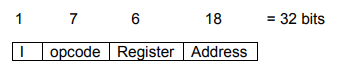 1 7 6 18 = 32 bits
I opcode Register Address